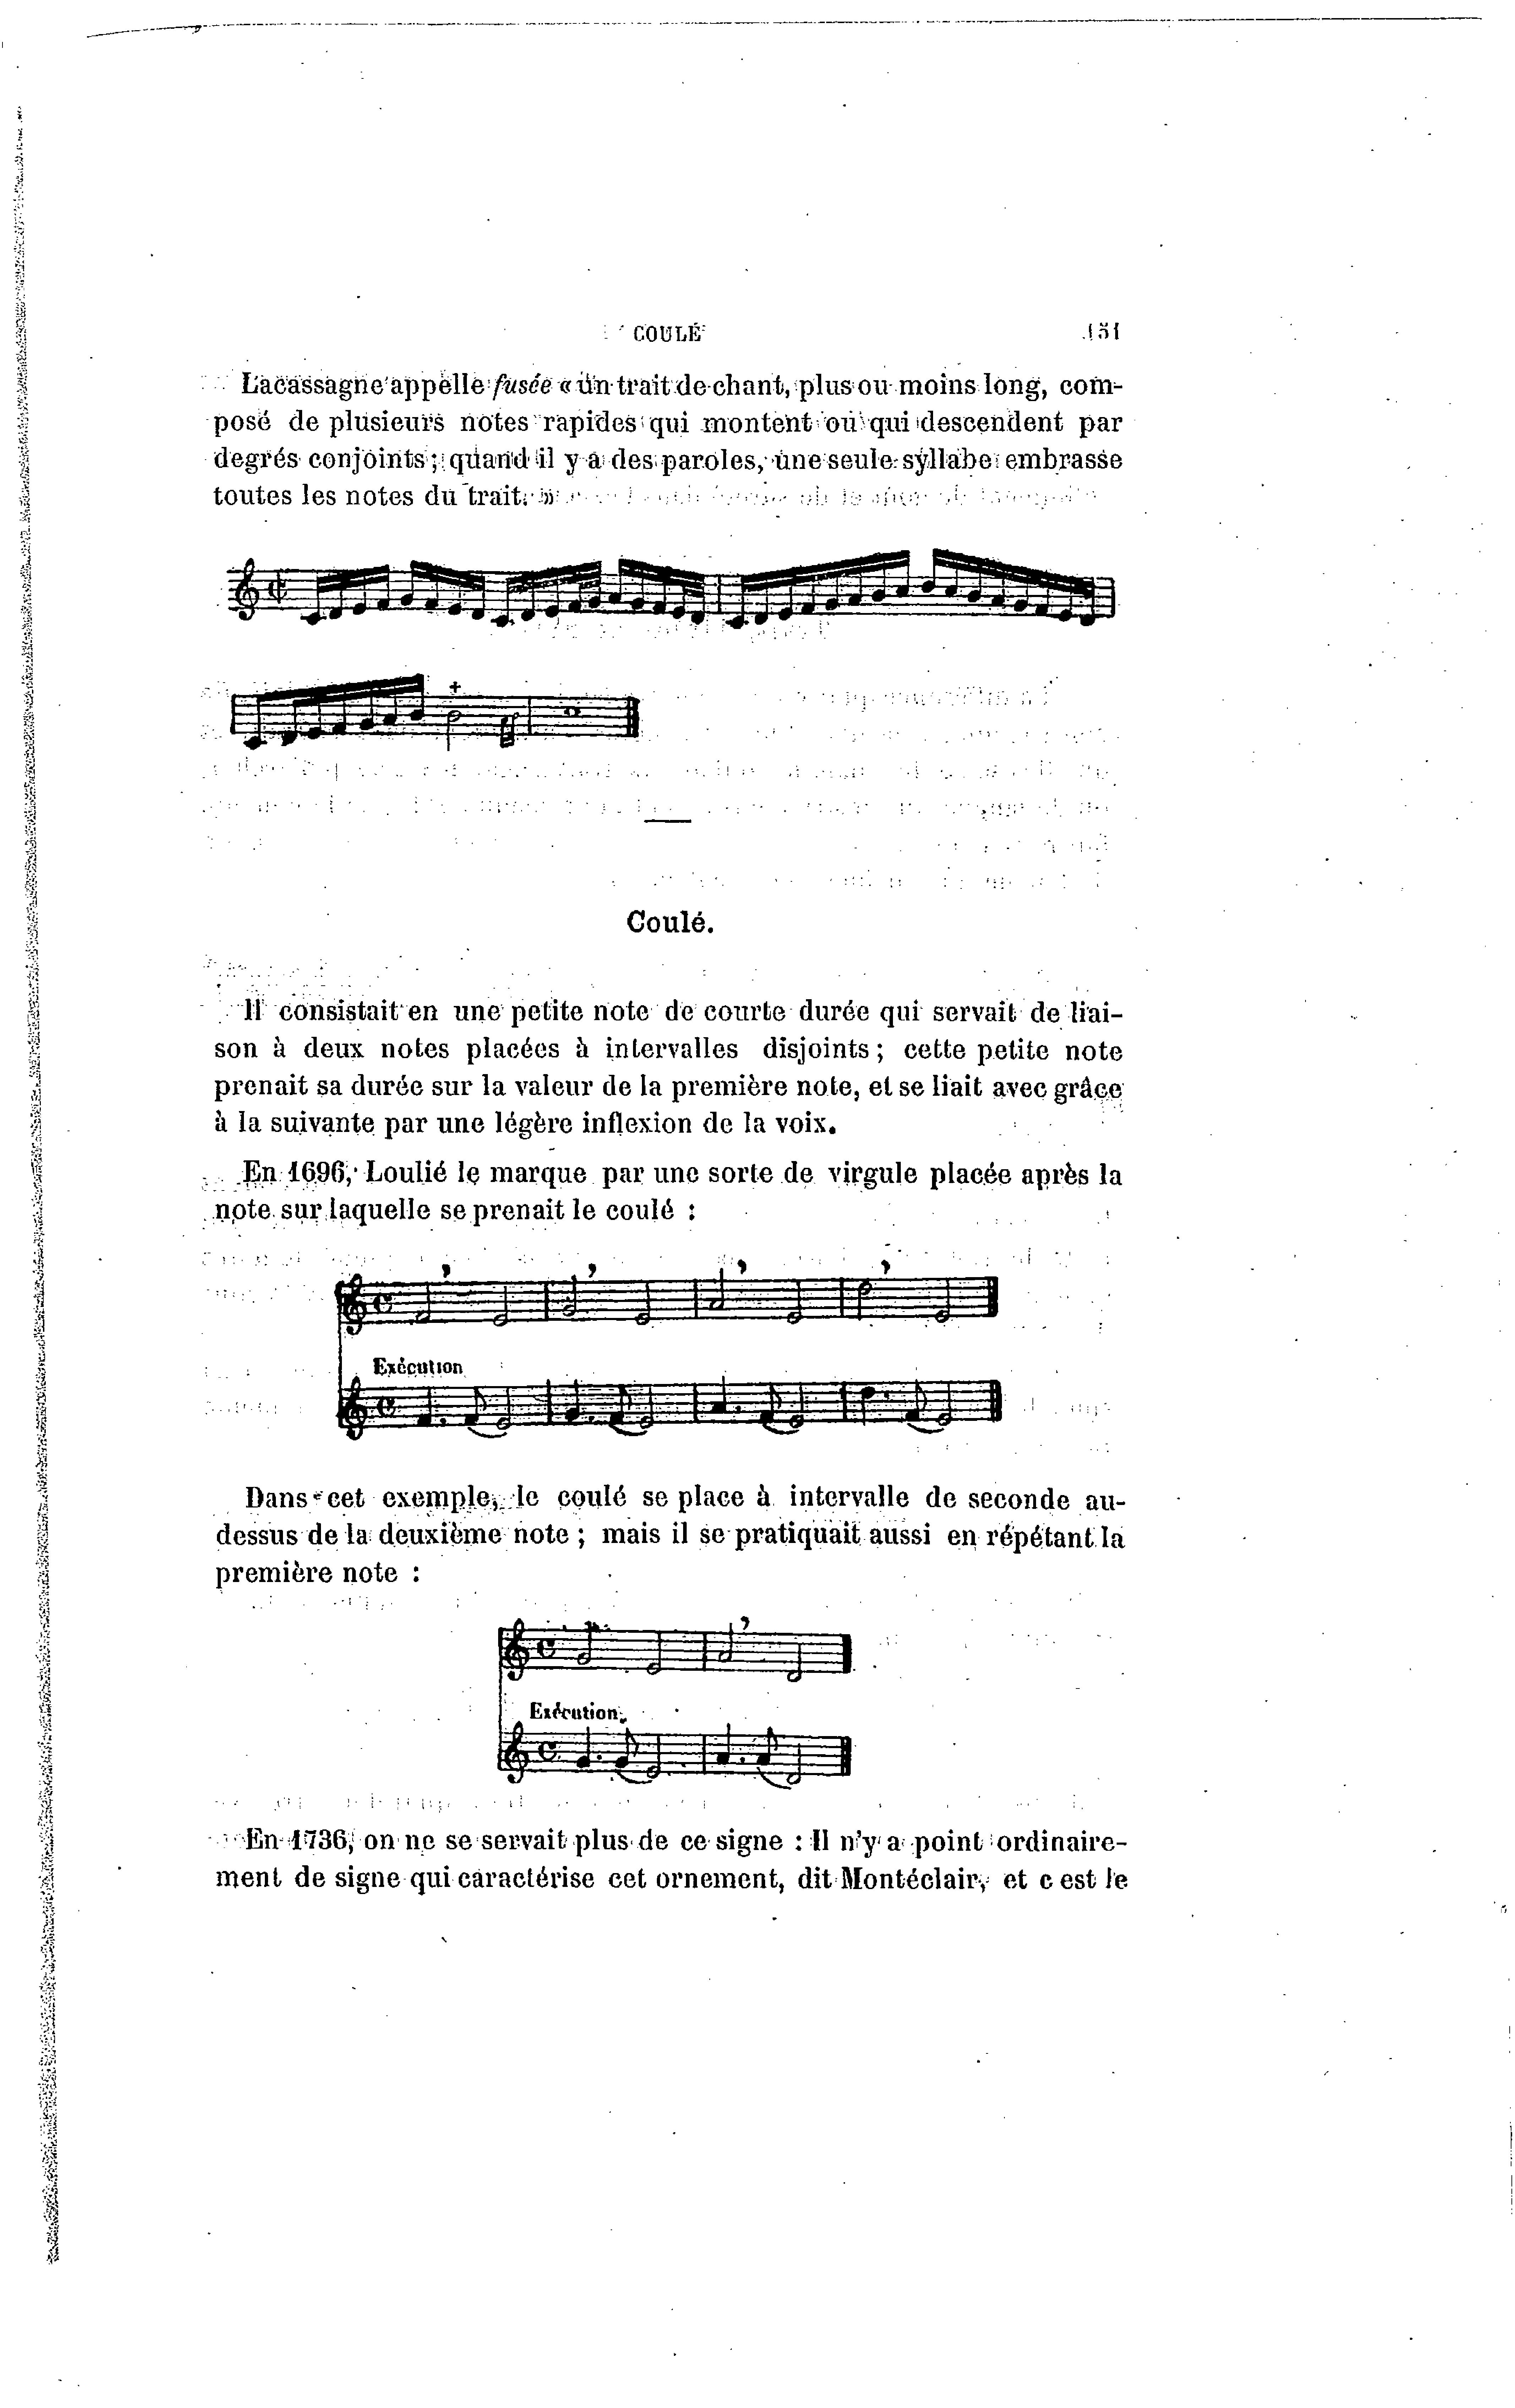 COULÉ 151
Lacassagne appelle fusée « un trait de chant, plus ou moins long, com-
posé de plusieurs notes rapides qui montent ou qui descendent par
degrés conjoints ; quand il y a des paroles, une seule syllabe embrasse
toutes les notes du trait. »
Coulé.
Il consistait en une petite note de courte durée qui servait de liai-
son à deux notes placées à intervalles disjoints ; cette petite note
prenait sa durée sur la valeur de la première note, et se liait avec grâce
à la suivante par une légère inflexion de la voix.
En 1696, Loulié le marque par une sorte de virgule placée après la
note sur laquelle se prenait le coulé :
Exécution
Dans cet exemple, le coulé se place à intervalle de seconde au-
dessus de la deuxième note ; mais il se pratiquait aussi en répétant la
première note :
Exécution.
En 1736, on ne se servait plus de ce signe : Il n'y a point ordinaire-
ment de signe qui caractérise cet ornement, dit Montéclair, et c est le